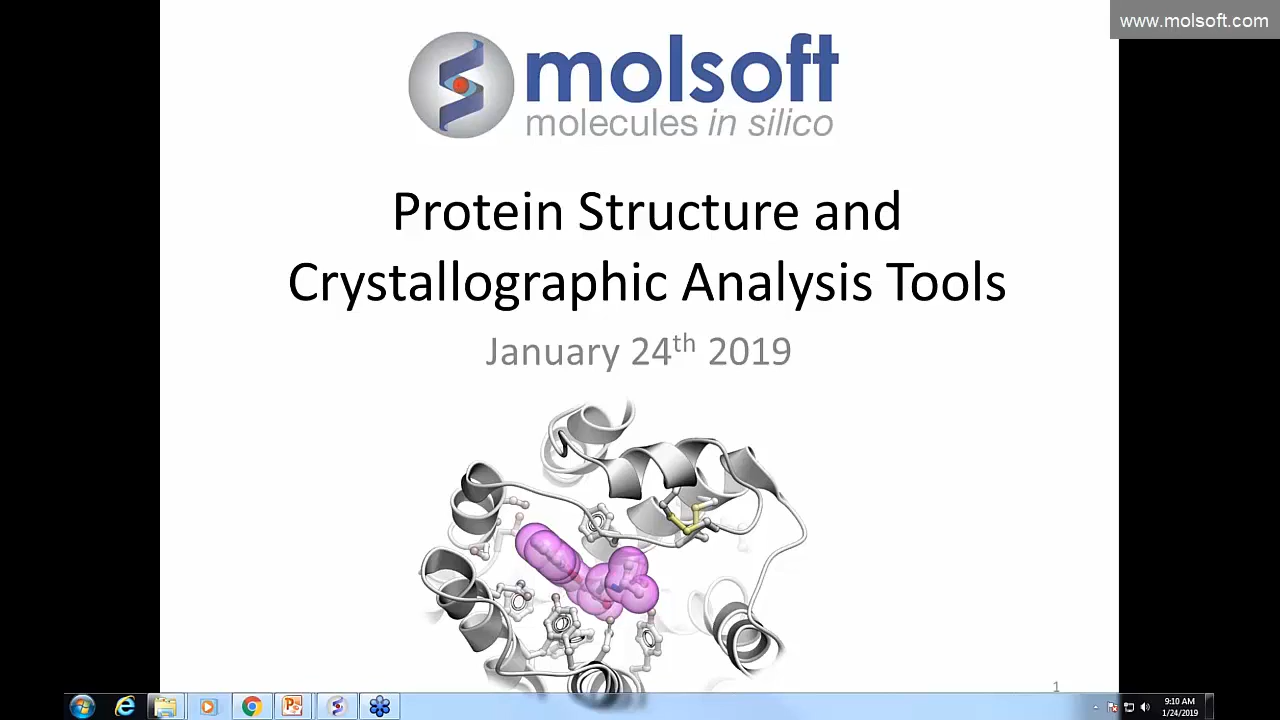 www.molsoft.com
molsoft
molecules in silico
Protein Structure and
Crystallographic Analysis Tools
January 24th 2019
1
9:10 AM
1/24/2019